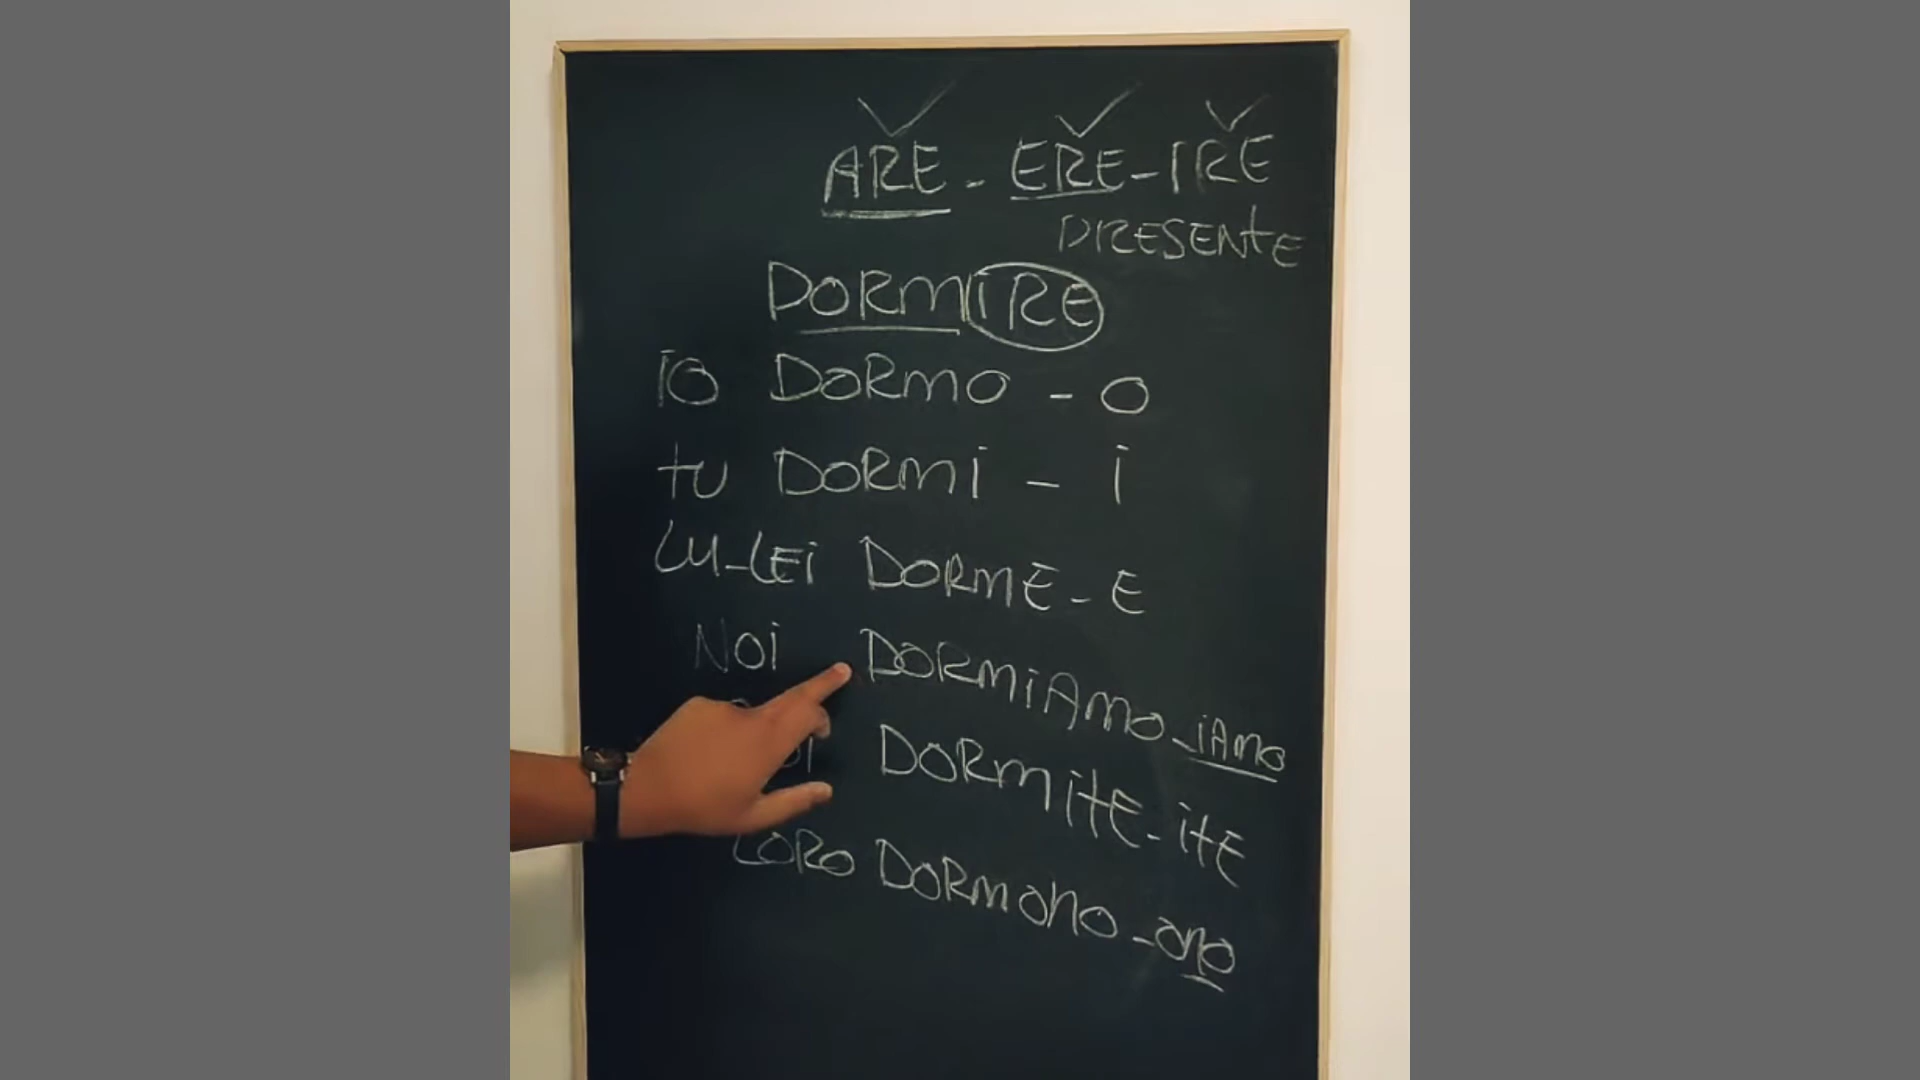 ARE - ERE - IRE
PRESENTE
DORMIRE
IO DORMO - O
tU DORMi - i
LUi - LEi DORME - E
NOi DORMiAMO - iAMO
DORMitE - itE
LORO DORMONO - ONO